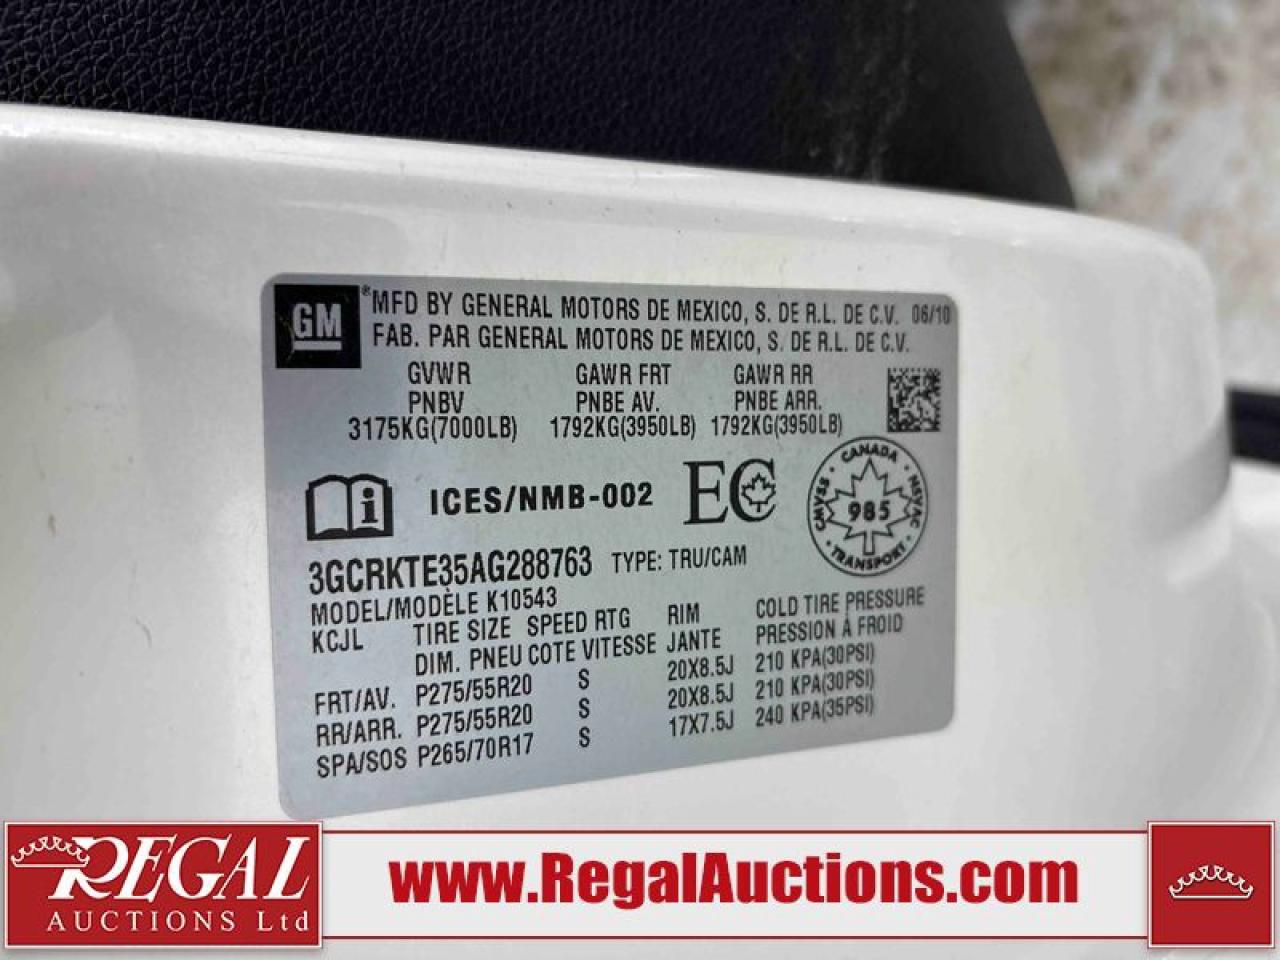 GM ® MFD BY GENERAL MOTORS DE MEXICO, S. DE R.L. DE C.V. 06/10
FAB. PAR GENERAL MOTORS DE MEXICO, S. DE R.L. DE C.V.
GVWR GAWR FRT GAWR RR
PNBV PNBE AV. PNBE ARR.
3175KG(7000LB) 1792KG(3950LB) 1792KG(3950LB)
i ICES/NMB-002 EC
CANADA
CMVSS 985 NSVAC
TRANSPORT
3GCRKTE35AG288763 TYPE: TRU/CAM
MODEL/MODÈLE K10543
KCJL TIRE SIZE SPEED RTG RIM COLD TIRE PRESSURE
DIM. PNEU COTE VITESSE JANTE PRESSION À FROID
FRT/AV. P275/55R20 S 20X8.5J 210 KPA(30PSI)
RR/ARR. P275/55R20 S 20X8.5J 210 KPA(30PSI)
SPA/SOS P265/70R17 S 17X7.5J 240 KPA(35PSI)
REGAL
AUCTIONS Ltd
www.RegalAuctions.com